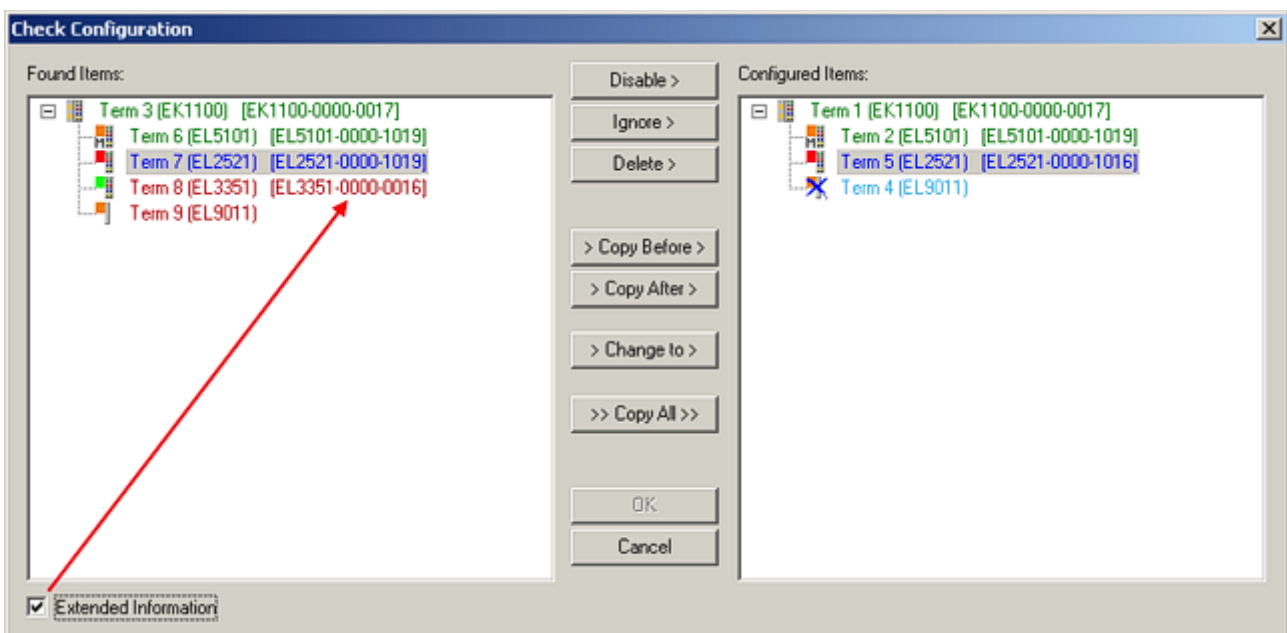 Check Configuration
Found Items:
Term 3 (EK1100) [EK1100-0000-0017]
Term 6 (EL5101) [EL5101-0000-1019]
Term 7 (EL2521) [EL2521-0000-1019]
Term 8 (EL3351) [EL3351-0000-0016]
Term 9 (EL9011)
Disable >
Ignore >
Delete >
> Copy Before >
> Copy After >
> Change to >
>> Copy All >>
OK
Cancel
Configured Items:
Term 1 (EK1100) [EK1100-0000-0017]
Term 2 (EL5101) [EL5101-0000-1019]
Term 5 (EL2521) [EL2521-0000-1016]
Term 4 (EL9011)
Extended Information